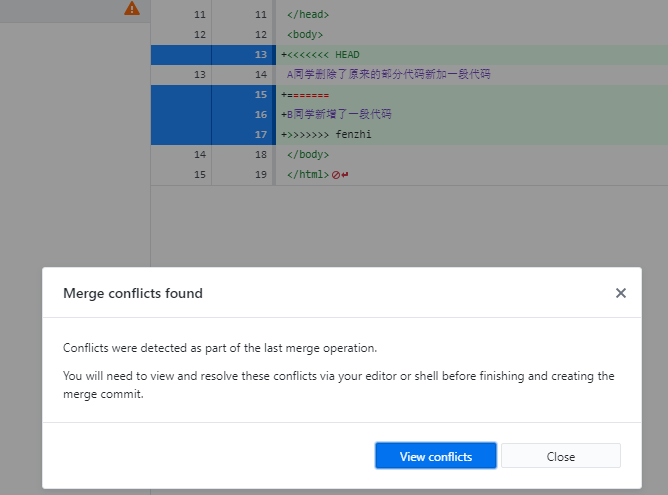 11 11 </head>
12 12 <body>
13 +<<<<<<< HEAD
13 14 A同学删除了原来的部分代码新加一段代码
15 +=======
16 +B同学新增了一段代码
17 +>>>>>>> fenzhi
14 18 </body>
15 19 </html>
Merge conflicts found
Conflicts were detected as part of the last merge operation.
You will need to view and resolve these conflicts via your editor or shell before finishing and creating the
merge commit.
View conflicts Close